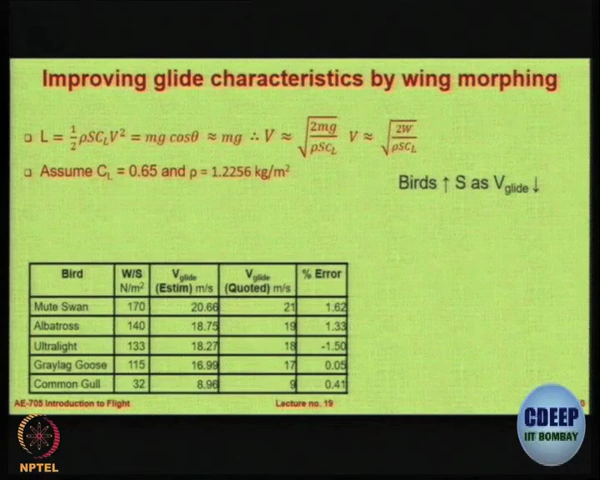 Improving glide characteristics by wing morphing
L = 1/2 ρSC_L V² = mg cosθ ≈ mg ∴ V ≈ √(2mg/ρSC_L) V ≈ √(2W/ρSC_L)
Assume C_L = 0.65 and ρ = 1.2256 kg/m²
Birds ↑ S as V_glide ↓
Bird W/S N/m² V_glide (Estim) m/s V_glide (Quoted) m/s % Error
Mute Swan 170 20.66 21 1.62
Albatross 140 18.75 19 1.33
Ultralight 133 18.27 18 -1.50
Graylag Goose 115 16.99 17 0.05
Common Gull 32 8.96 9 0.41
AE-705 Introduction to Flight Lecture no. 19
CDEEP
IIT BOMBAY
NPTEL